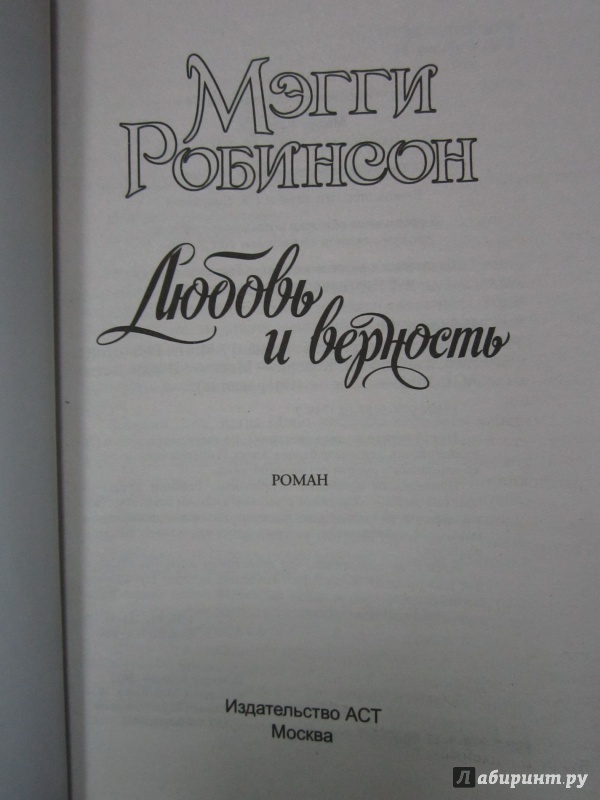 Мэгги
Робинсон
Любовь
и верность
РОМАН
Издательство АСТ
Москва
лабиринт.ру